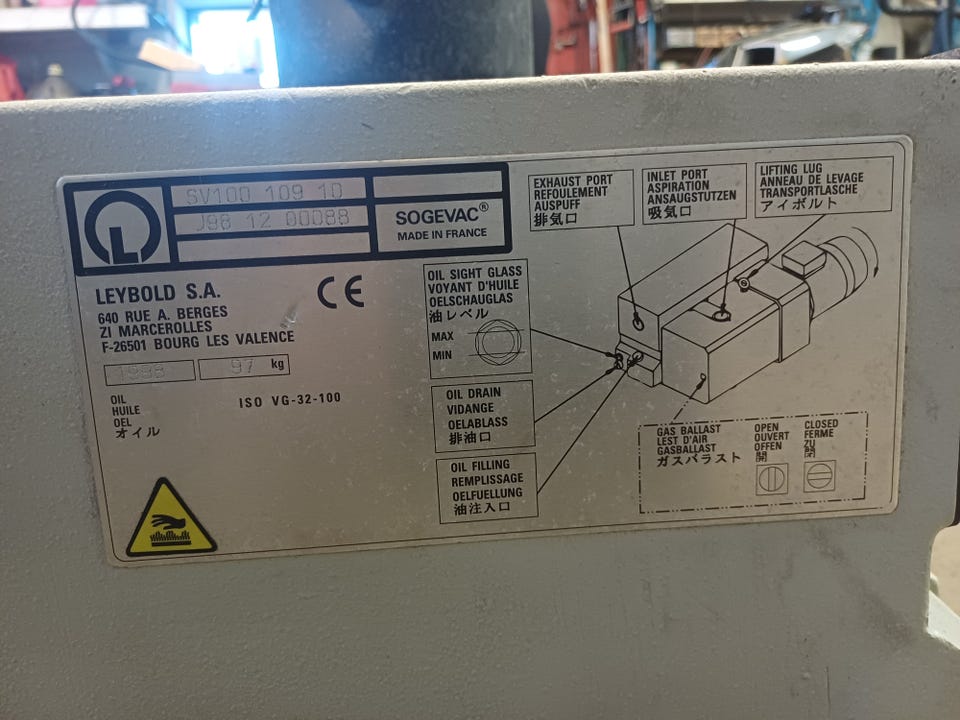 SV100 109 10
J98 12 00088
SOGEVAC®
MADE IN FRANCE
L
LEYBOLD S.A.
640 RUE A. BERGES
ZI MARCEROLLES
F-26501 BOURG LES VALENCE
CE
1998
97 kg
OIL
HUILE
OEL
オイル
ISO VG-32-100
OIL SIGHT GLASS
VOYANT D'HUILE
OELSCHAUGLAS
油レベル
MAX
MIN
OIL DRAIN
VIDANGE
OELABLASS
排油口
OIL FILLING
REMPLISSAGE
OELFUELLUNG
油注入口
EXHAUST PORT
REFOULEMENT
AUSPUFF
排気口
INLET PORT
ASPIRATION
ANSAUGSTUTZEN
吸気口
LIFTING LUG
ANNEAU DE LEVAGE
TRANSPORTLASCHE
アイボルト
GAS BALLAST
LEST D'AIR
GASBALLAST
ガスバラスト
OPEN
OUVERT
OFFEN
開
CLOSED
FERME
ZU
閉